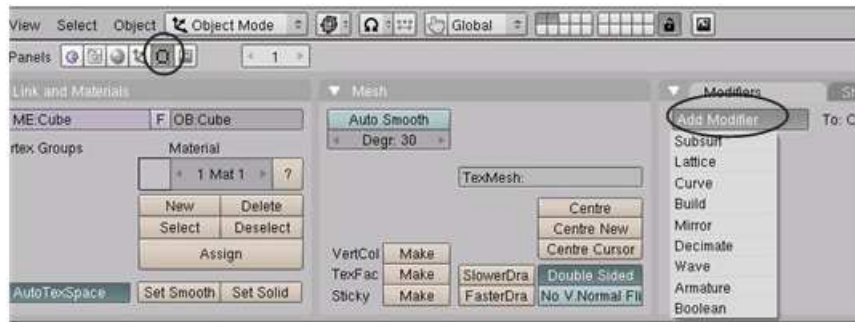 View Select Object Object Mode Global
Panels 1
Link and Materials Mesh Modifiers
ME:Cube F OB:Cube Auto Smooth Add Modifier To:
Degr: 30 Subsurf
rtex Groups Material Lattice
1 Mat 1 ? TexMesh: Curve
New Delete Centre Build
Select Deselect Centre New Mirror
Assign VertCol Make Centre Cursor Decimate
TexFac Make SlowerDra Double Sided Wave
AutoTexSpace Set Smooth Set Solid Sticky Make FasterDra No V.Normal Fli Armature
Boolean